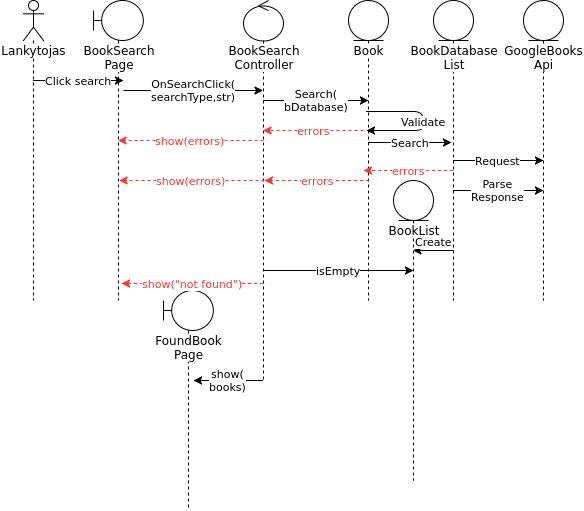 Lankytojas
BookSearch
Page
BookSearch
Controller
Book
BookDatabase
List
GoogleBooks
Api
Click search
OnSearchClick(
searchType,str)
Search(
bDatabase)
Validate
errors
show(errors)
Search
Request
errors
show(errors)
errors
Parse
Response
BookList
Create
isEmpty
show("not found")
FoundBook
Page
show(
books)